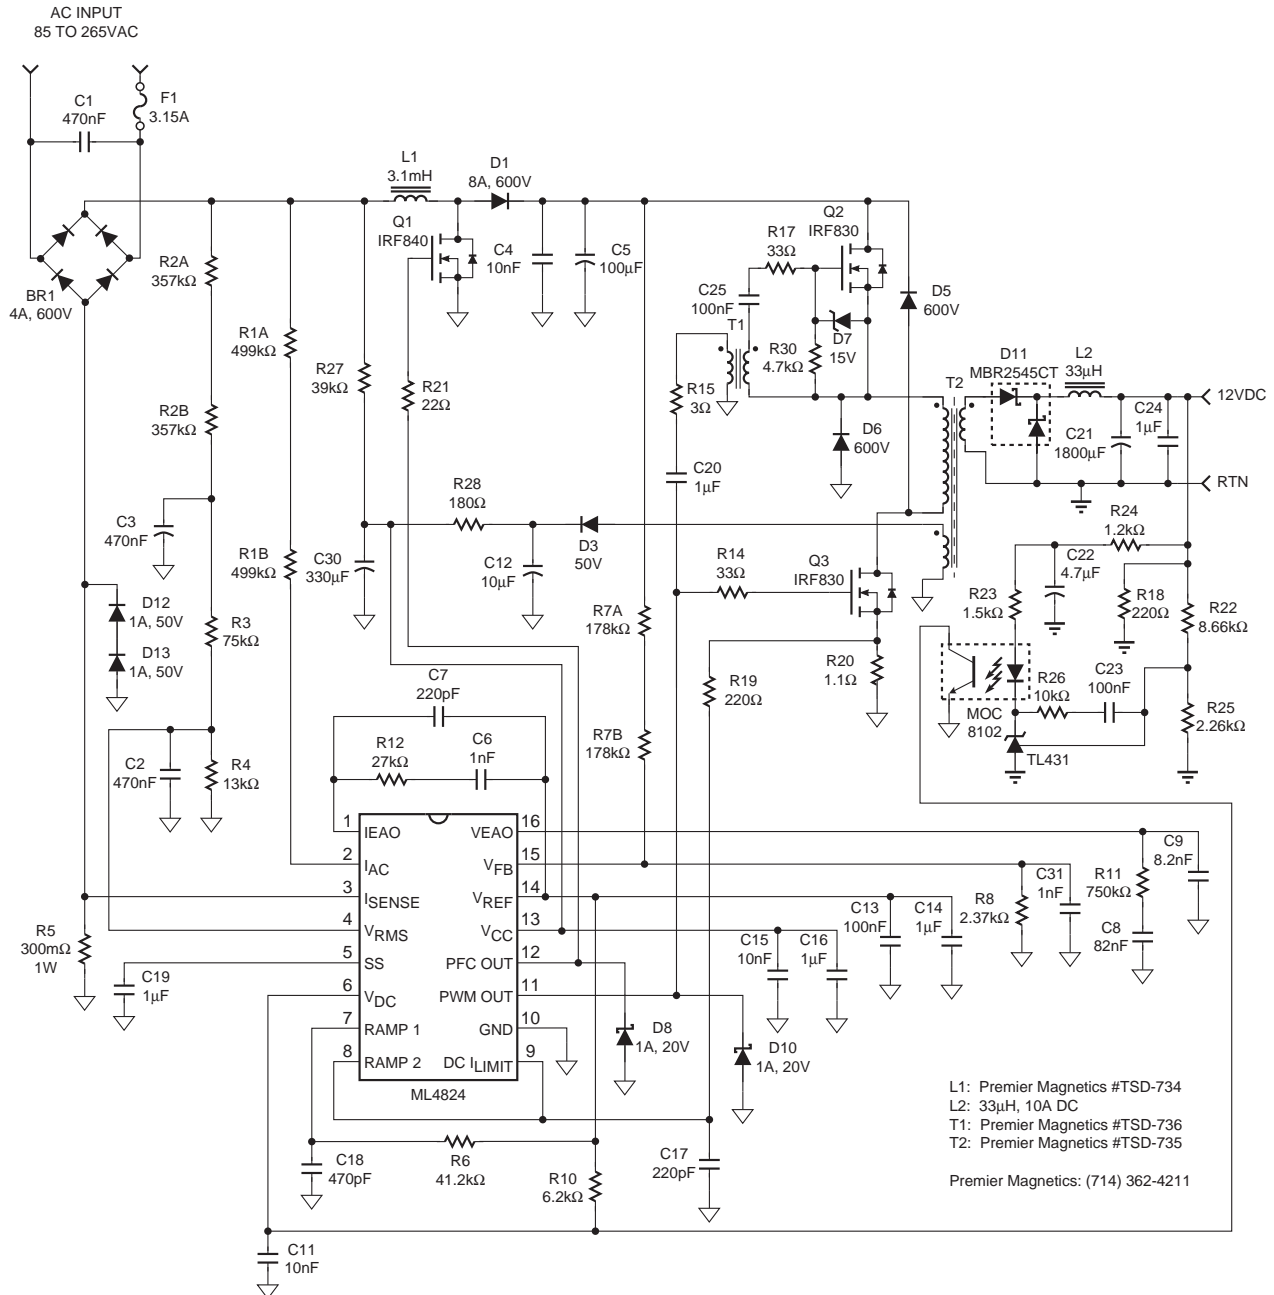 AC INPUT
85 TO 265VAC
C1
470nF
F1
3.15A
BR1
4A, 600V
R2A
357kΩ
R2B
357kΩ
C3
470nF
D12
1A, 50V
D13
1A, 50V
R3
75kΩ
C2
470nF
R4
13kΩ
R5
300mΩ
1W
C19
1µF
R1A
499kΩ
R1B
499kΩ
R27
39kΩ
C30
330µF
L1
3.1mH
Q1
IRF840
D1
8A, 600V
C4
10nF
C5
100µF
R21
22Ω
R28
180Ω
C12
10µF
D3
50V
R7A
178kΩ
R7B
178kΩ
C7
220pF
R12
27kΩ
C6
1nF
R17
33Ω
Q2
IRF830
C25
100nF
T1
D7
15V
R30
4.7kΩ
R15
3Ω
D5
600V
D6
600V
C20
1µF
R14
33Ω
Q3
IRF830
R19
220Ω
R20
1.1Ω
T2
D11
MBR2545CT
L2
33µH
C21
1800µF
C24
1µF
12VDC
RTN
R24
1.2kΩ
C22
4.7µF
R23
1.5kΩ
R18
220Ω
R22
8.66kΩ
MOC
8102
R26
10kΩ
C23
100nF
R25
2.26kΩ
TL431
1 IEAO VEAO 16
2 IAC VFB 15
3 ISENSE VREF 14
4 VRMS VCC 13
5 SS PFC OUT 12
6 VDC PWM OUT 11
7 RAMP 1 GND 10
8 RAMP 2 DC ILIMIT 9
ML4824
C9
8.2nF
R11
750kΩ
C8
82nF
C31
1nF
R8
2.37kΩ
C13
100nF
C14
1µF
C15
10nF
C16
1µF
D8
1A, 20V
D10
1A, 20V
C18
470pF
R6
41.2kΩ
R10
6.2kΩ
C17
220pF
C11
10nF
L1: Premier Magnetics #TSD-734
L2: 33µH, 10A DC
T1: Premier Magnetics #TSD-736
T2: Premier Magnetics #TSD-735
Premier Magnetics: (714) 362-4211